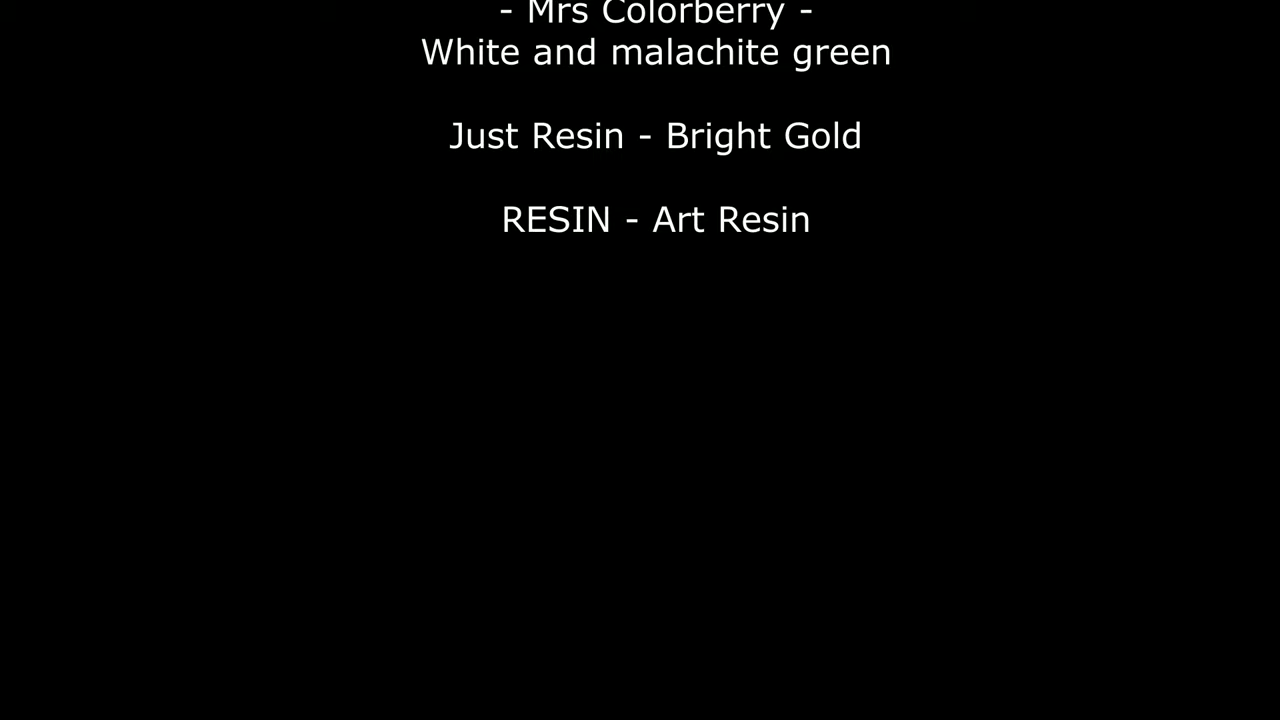 - Mrs Colorberry -
White and malachite green
Just Resin - Bright Gold
RESIN - Art Resin